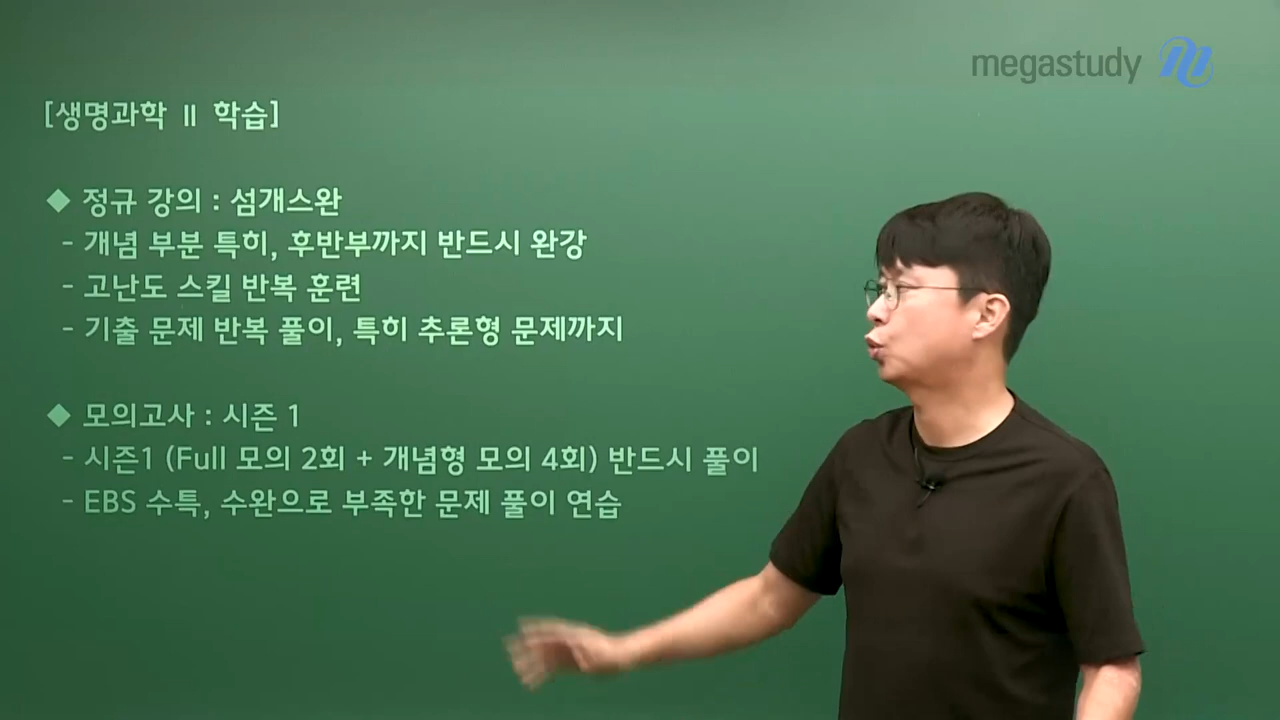 megastudy
[생명과학 Ⅱ 학습]
◆ 정규 강의 : 섬개스완
- 개념 부분 특히, 후반부까지 반드시 완강
- 고난도 스킬 반복 훈련
- 기출 문제 반복 풀이, 특히 추론형 문제까지
◆ 모의고사 : 시즌 1
- 시즌1 (Full 모의 2회 + 개념형 모의 4회) 반드시 풀이
- EBS 수특, 수완으로 부족한 문제 풀이 연습